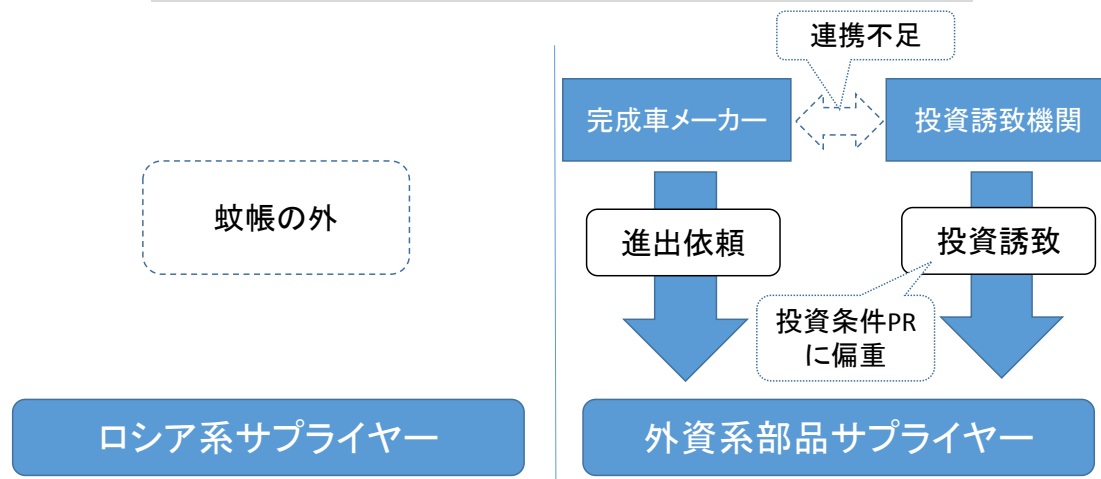 連携不足
完成車メーカー
投資誘致機関
蚊帳の外
進出依頼
投資誘致
投資条件PR
に偏重
ロシア系サプライヤー
外資系部品サプライヤー